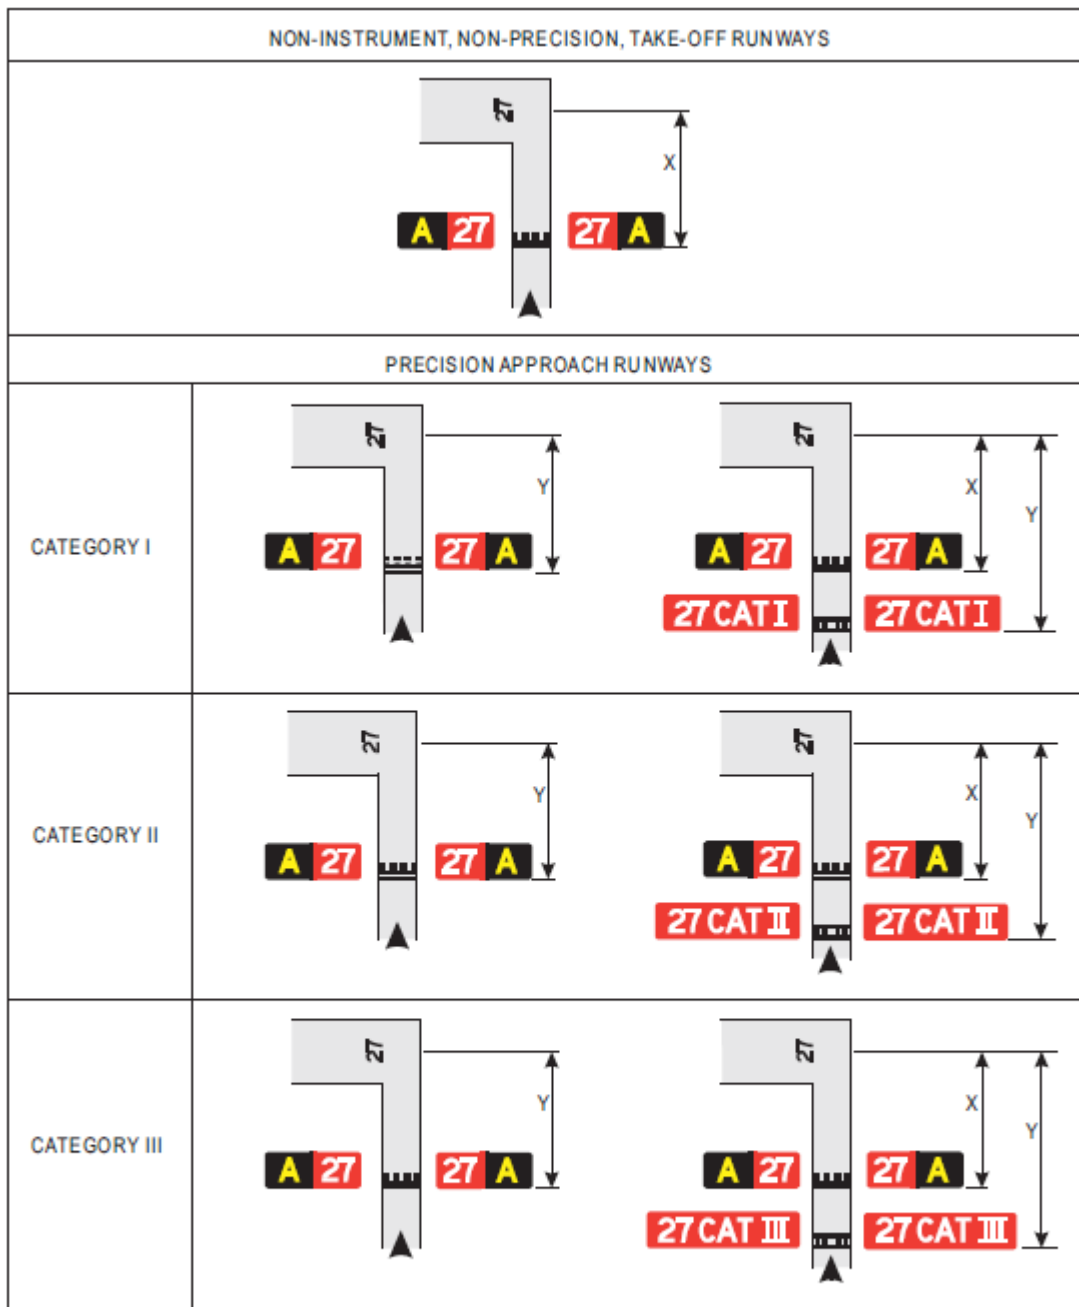 NON-INSTRUMENT, NON-PRECISION, TAKE-OFF RUNWAYS
27
X
A 27 27 A
PRECISION APPROACH RUNWAYS
CATEGORY I
27 27
Y X Y
A 27 27 A A 27 27 A
27 CAT I 27 CAT I
CATEGORY II
27 27
Y X Y
A 27 27 A A 27 27 A
27 CAT II 27 CAT II
CATEGORY III
27 27
Y X Y
A 27 27 A A 27 27 A
27 CAT III 27 CAT III